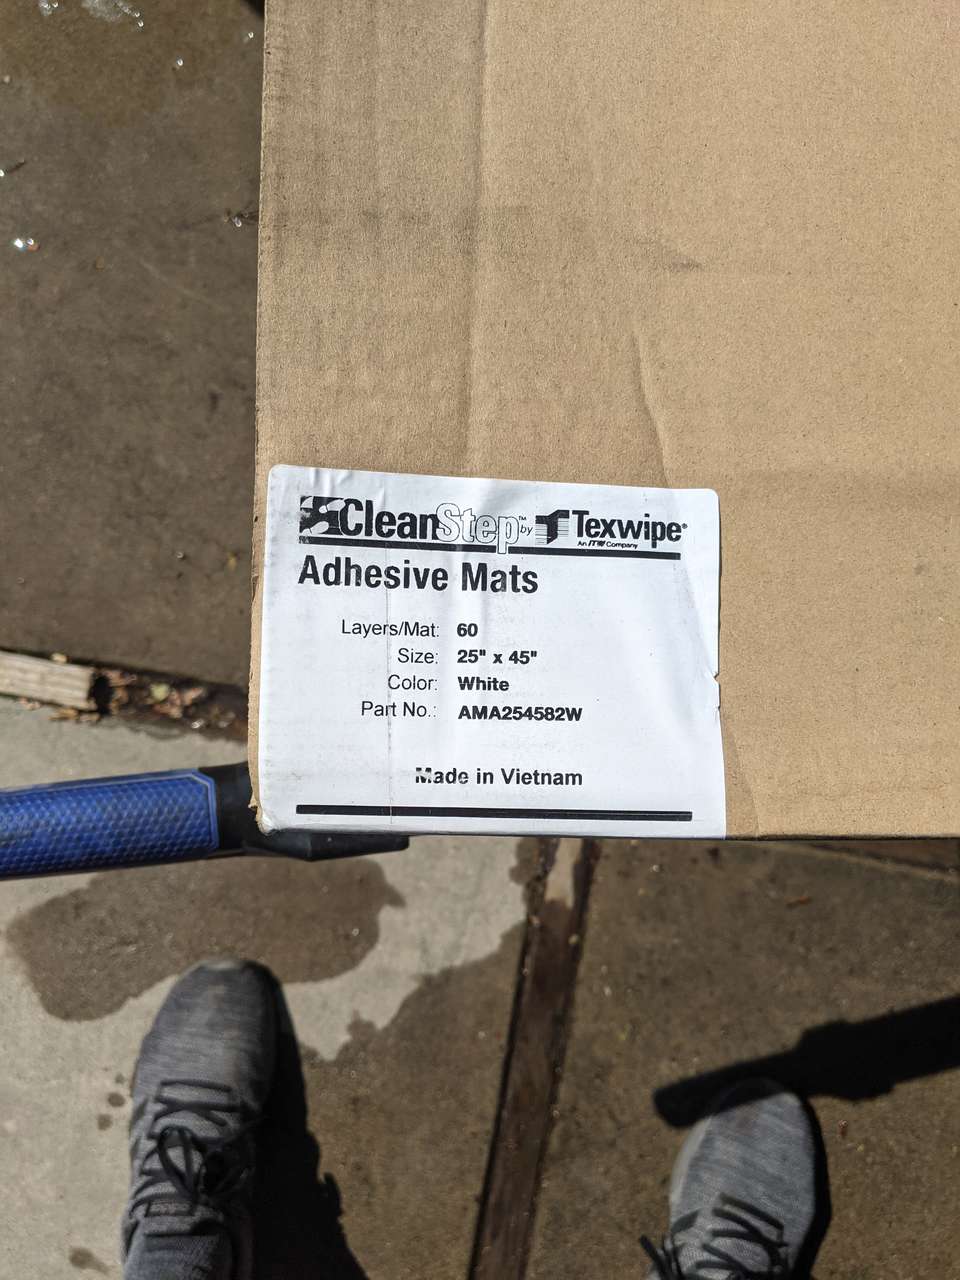 CleanStep™ by Texwipe®
An ITW Company
Adhesive Mats
Layers/Mat: 60
Size: 25" x 45"
Color: White
Part No.: AMA254582W
Made in Vietnam